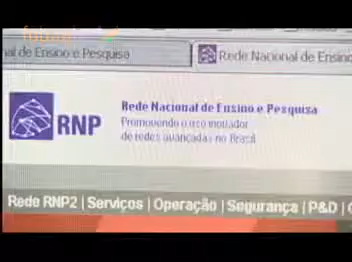 nal de Ensino e Pesquisa
Rede Nacional de Ensino
RNP
Rede Nacional de Ensino e Pesquisa
Promovendo o uso inovador
de redes avançadas no Brasil
Rede RNP2 | Serviços | Operação | Segurança | P&D |